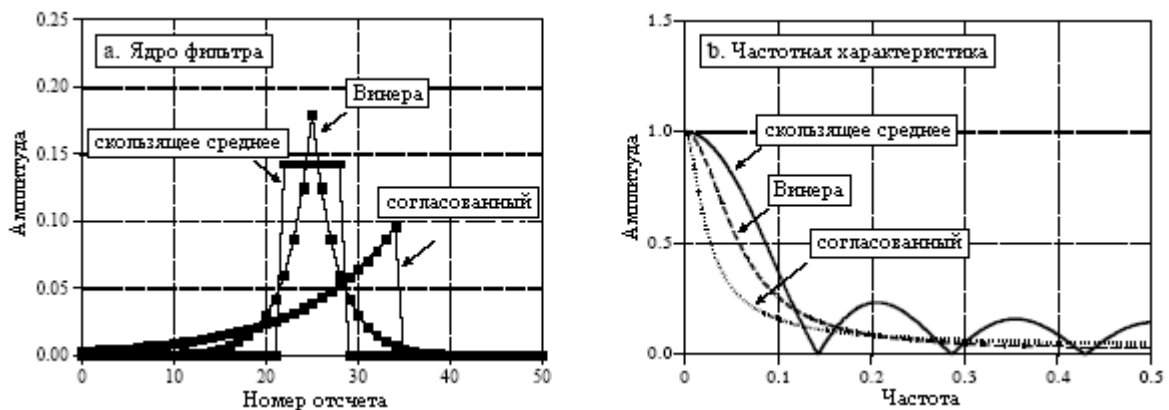 a. Ядро фильтра
Винера
скользящее среднее
согласованный
Амплитуда
0.25
0.20
0.15
0.10
0.05
0.00
0 10 20 30 40 50
Номер отсчета
b. Частотная характеристика
скользящее среднее
Винера
согласованный
Амплитуда
1.5
1.0
0.5
0.0
0 0.1 0.2 0.3 0.4 0.5
Частота